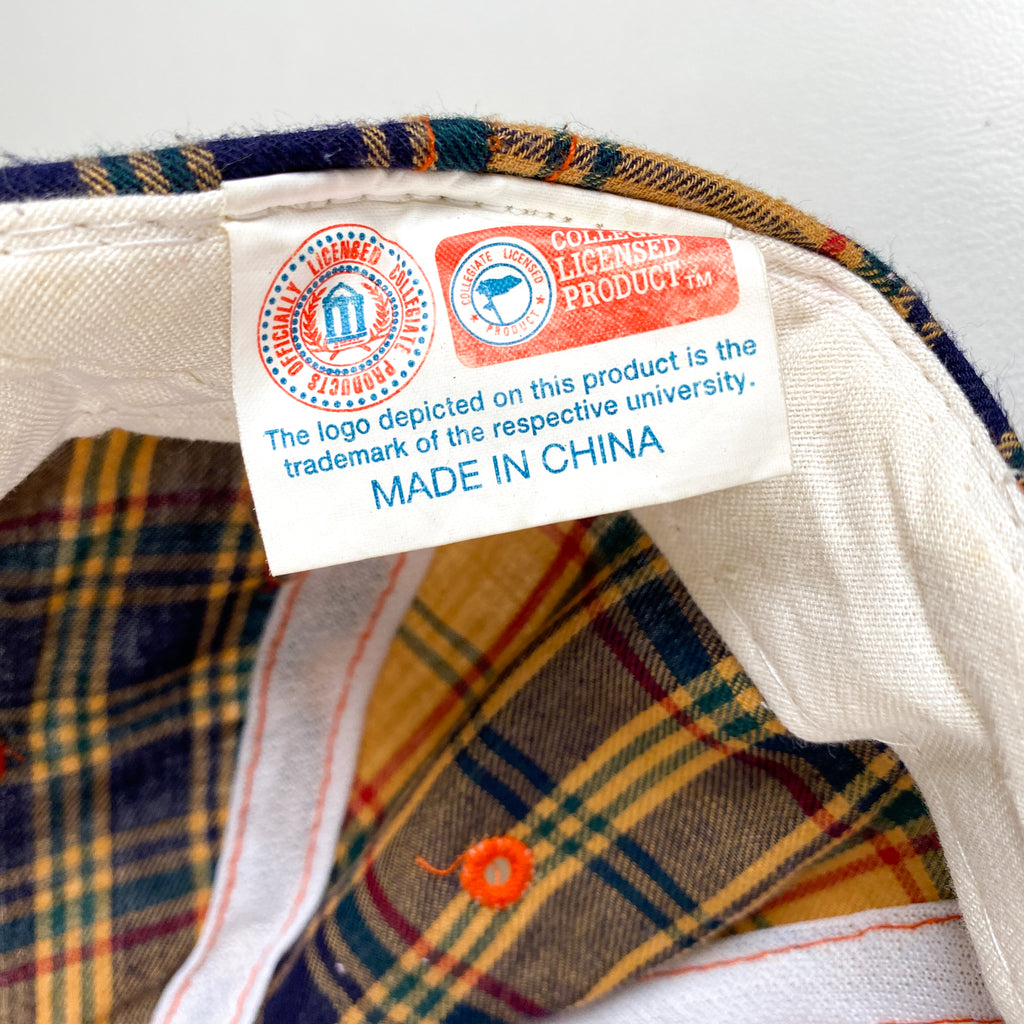 OFFICIALLY LICENSED COLLEGIATE PRODUCTS
COLLEGIATE LICENSED
PRODUCT
COLLEGIATE
LICENSED
PRODUCT™
The logo depicted on this product is the
trademark of the respective university.
MADE IN CHINA